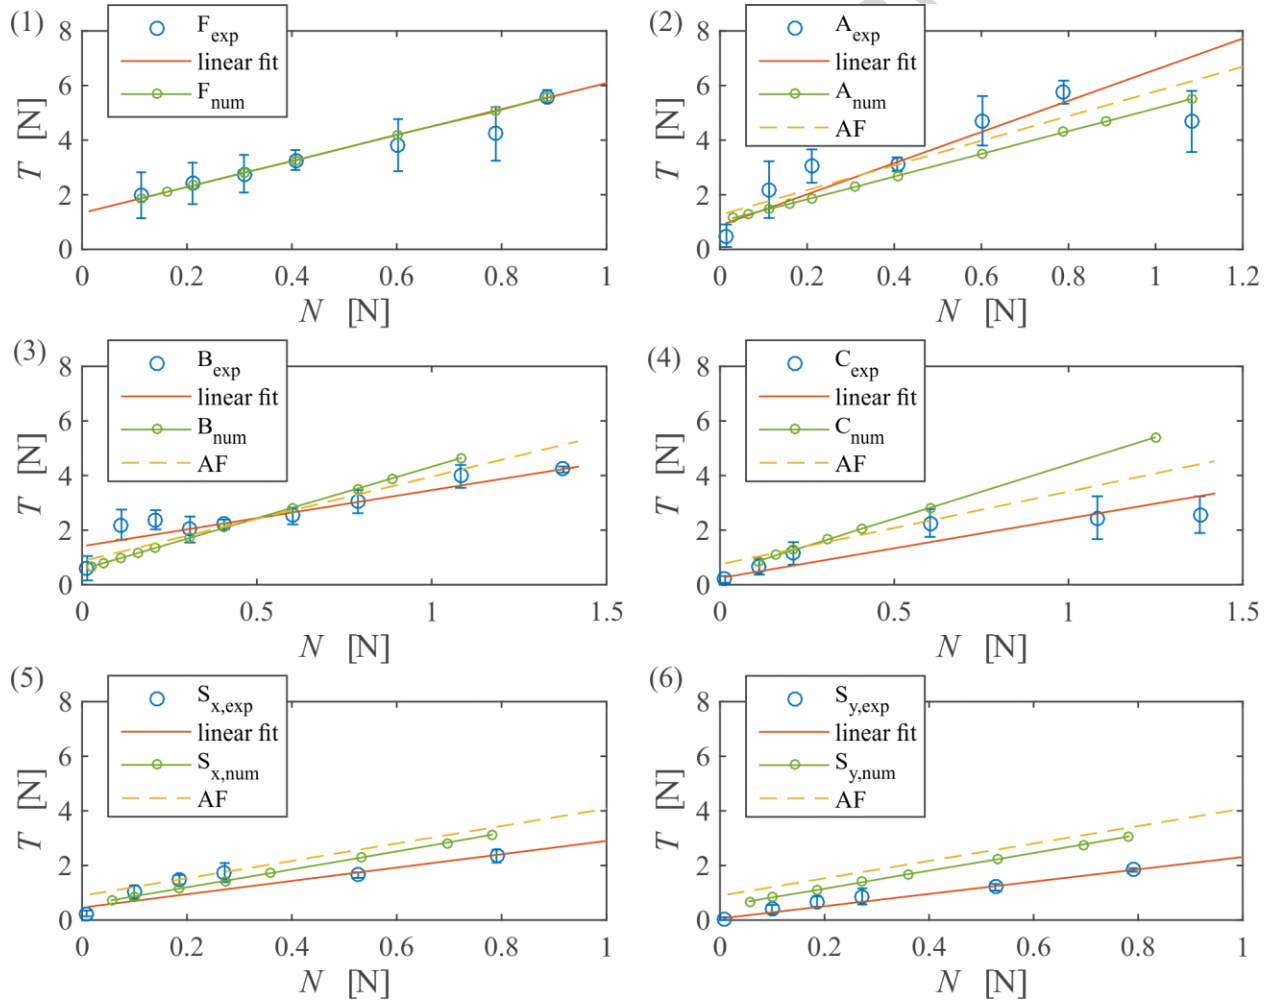 (1)
F_exp
linear fit
F_num
8
6
4
2
0
T [N]
0 0.2 0.4 0.6 0.8 1
N [N]
(2)
A_exp
linear fit
A_num
AF
8
6
4
2
0
T [N]
0 0.2 0.4 0.6 0.8 1 1.2
N [N]
(3)
B_exp
linear fit
B_num
AF
8
6
4
2
0
T [N]
0 0.5 1 1.5
N [N]
(4)
C_exp
linear fit
C_num
AF
8
6
4
2
0
T [N]
0 0.5 1 1.5
N [N]
(5)
S_x,exp
linear fit
S_x,num
AF
8
6
4
2
0
T [N]
0 0.2 0.4 0.6 0.8 1
N [N]
(6)
S_y,exp
linear fit
S_y,num
AF
8
6
4
2
0
T [N]
0 0.2 0.4 0.6 0.8 1
N [N]